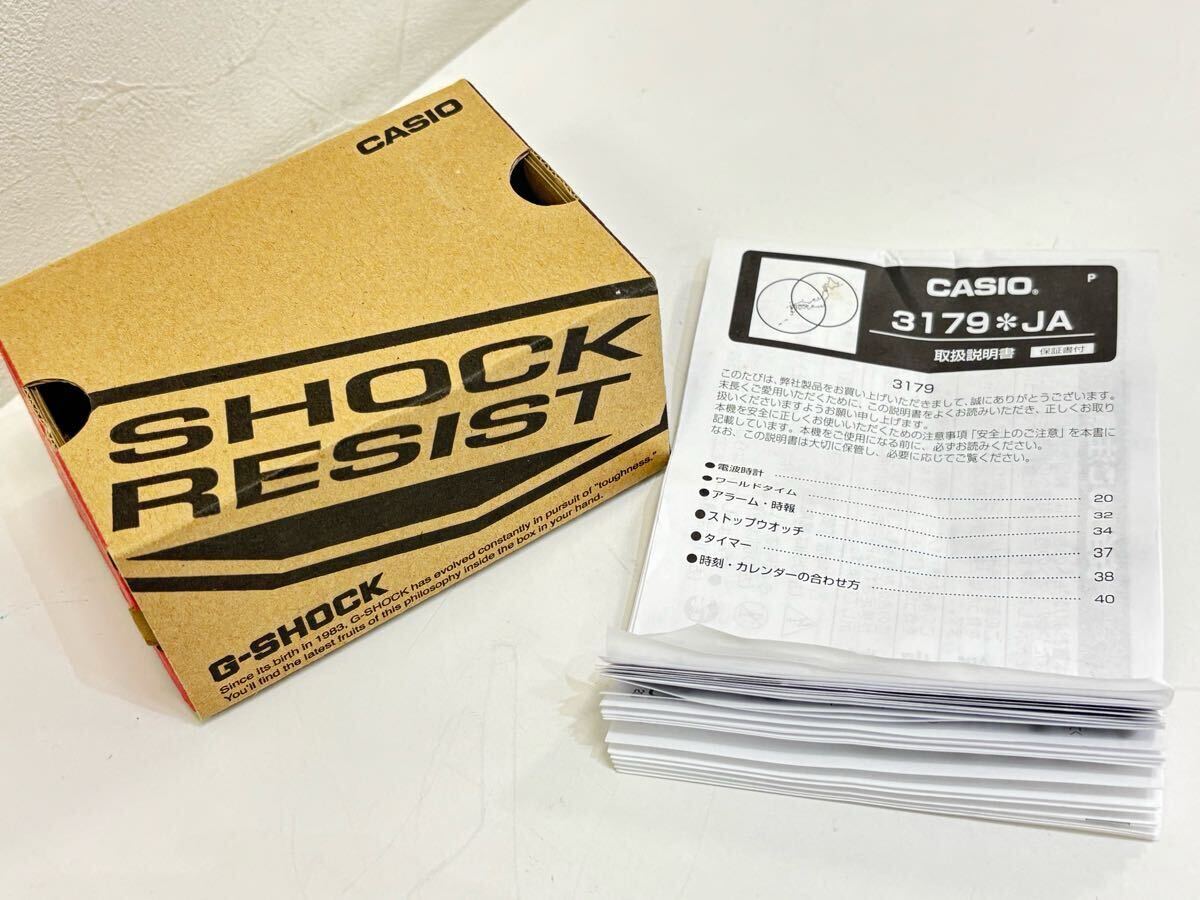 CASIO
SHOCK
RESIST
G-SHOCK
Since its birth in 1983, G-SHOCK has evolved constantly in pursuit of "toughness."
You'll find the latest fruits of this philosophy inside the box in your hand.
P
CASIO®
3179＊JA
取扱説明書 保証書付
3179
このたびは、弊社製品をお買い上げいただきまして、誠にありがとうございます。
末長くご愛用いただくために、この説明書をよくお読みいただき、正しくお取り
扱いくださいますようお願い申し上げます。
本機を安全に正しくお使いいただくための注意事項「安全上のご注意」を本書に
記載しています。本機をご使用になる前に、必ずお読みください。
なお、この説明書は大切に保管し、必要に応じてご覧ください。
●電波時計 20
●ワールドタイム 32
●アラーム・時報 34
●ストップウオッチ 37
●タイマー 38
●時刻・カレンダーの合わせ方 40